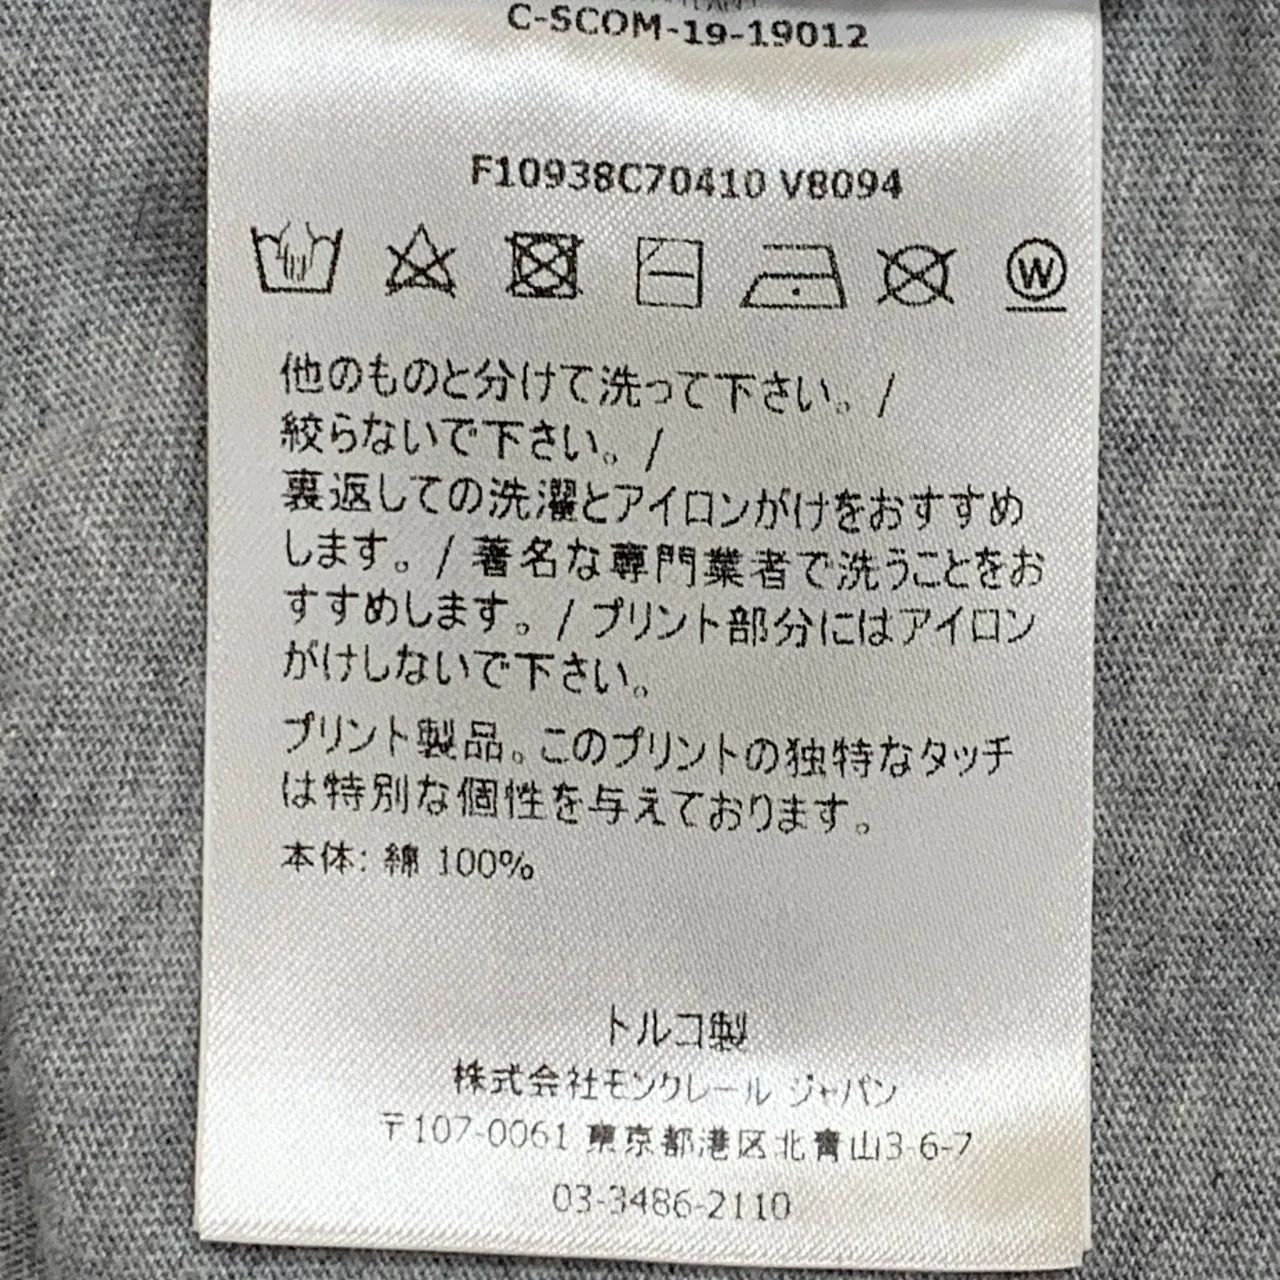 C-SCOM-19-19012
F10938C70410 V8094
W
他のものと分けて洗って下さい。/
絞らないで下さい。/
裏返しての洗濯とアイロンがけをおすすめ
します。/ 著名な専門業者で洗うことをお
すすめします。/ プリント部分にはアイロン
がけしないで下さい。
プリント製品。このプリントの独特なタッチ
は特別な個性を与えております。
本体: 綿 100%
トルコ製
株式会社モンクレール ジャパン
〒107-0061 東京都港区北青山3-6-7
03-3486-2110